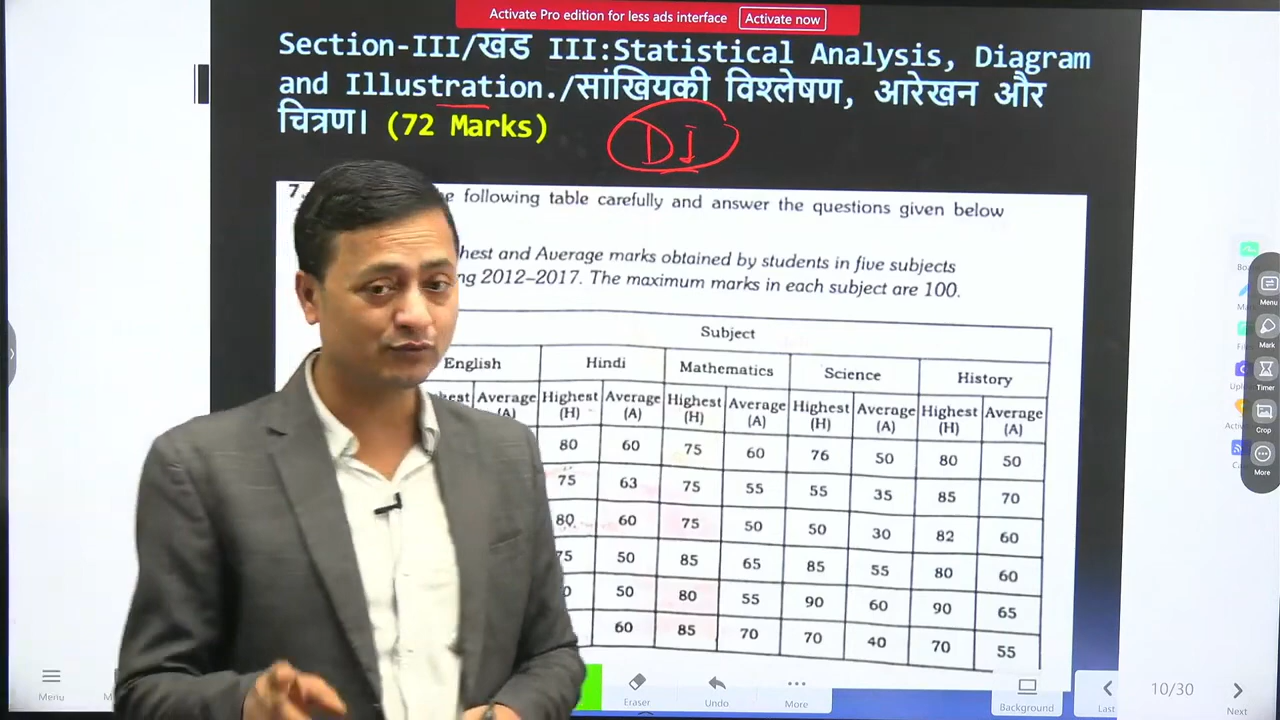 Activate Pro edition for less ads interface Activate now
Section-III/खंड III:Statistical Analysis, Diagram
and Illustration./सांखियकी विश्लेषण, आरेखन और
चित्रण। (72 Marks)
DI
7.
following table carefully and answer the questions given below
and Average marks obtained by students in five subjects
2012–2017. The maximum marks in each subject are 100.
Subject
English Hindi Mathematics Science History
Average Highest Average Highest Average Highest Average Highest Average
(A) (H) (A) (H) (A) (H) (A) (H) (A)
80 60 75 60 76 50 80 50
75 63 75 55 55 35 85 70
80 60 75 50 50 30 82 60
75 50 85 65 85 55 80 60
50 80 55 90 60 90 65
60 85 70 70 40 70 55
Menu
Mark
Timer
Crop
More
Menu Eraser Undo More Background Last 10/30 Next